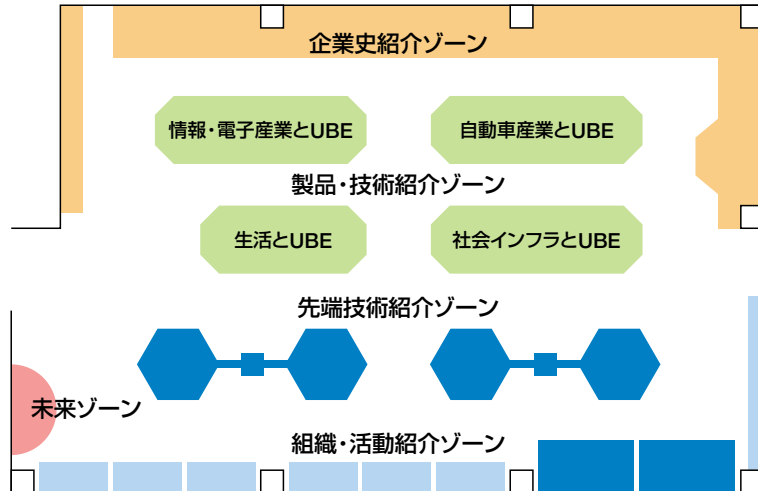 企業史紹介ゾーン
情報・電子産業とUBE
自動車産業とUBE
製品・技術紹介ゾーン
生活とUBE
社会インフラとUBE
先端技術紹介ゾーン
未来ゾーン
組織・活動紹介ゾーン